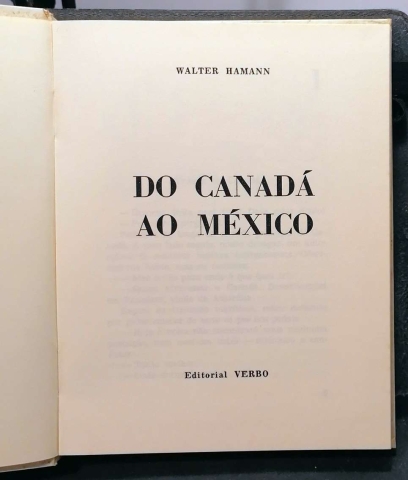 WALTER HAMANN
DO CANADÁ
AO MÉXICO
Editorial VERBO